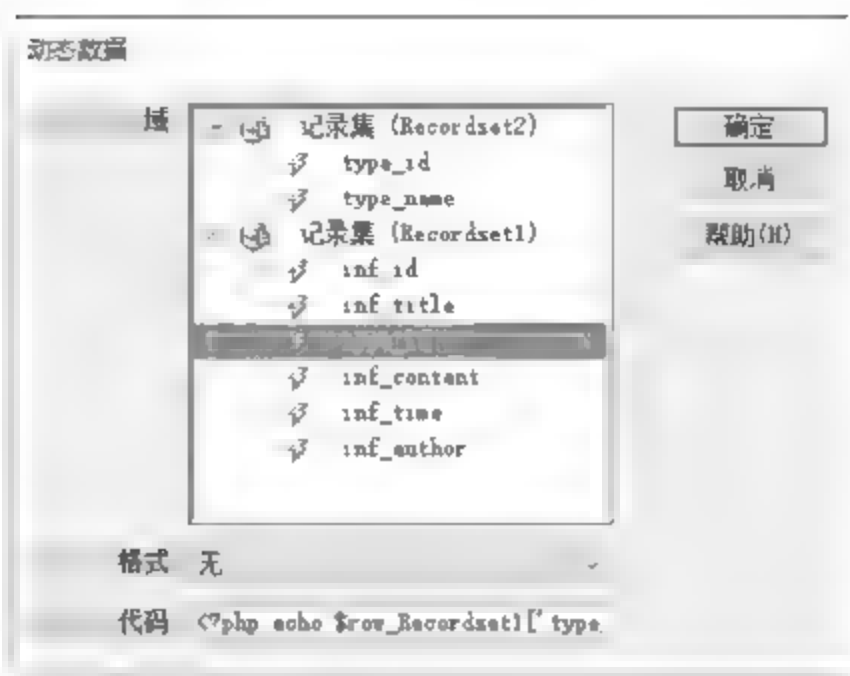 动态数据
域
记录集 (Recordset2)
type_id
type_name
记录集 (Recordset1)
inf_id
inf_title
inf_content
inf_time
inf_author
确定
取消
帮助(H)
格式 无
代码 <?php echo $row_Recordset1['type